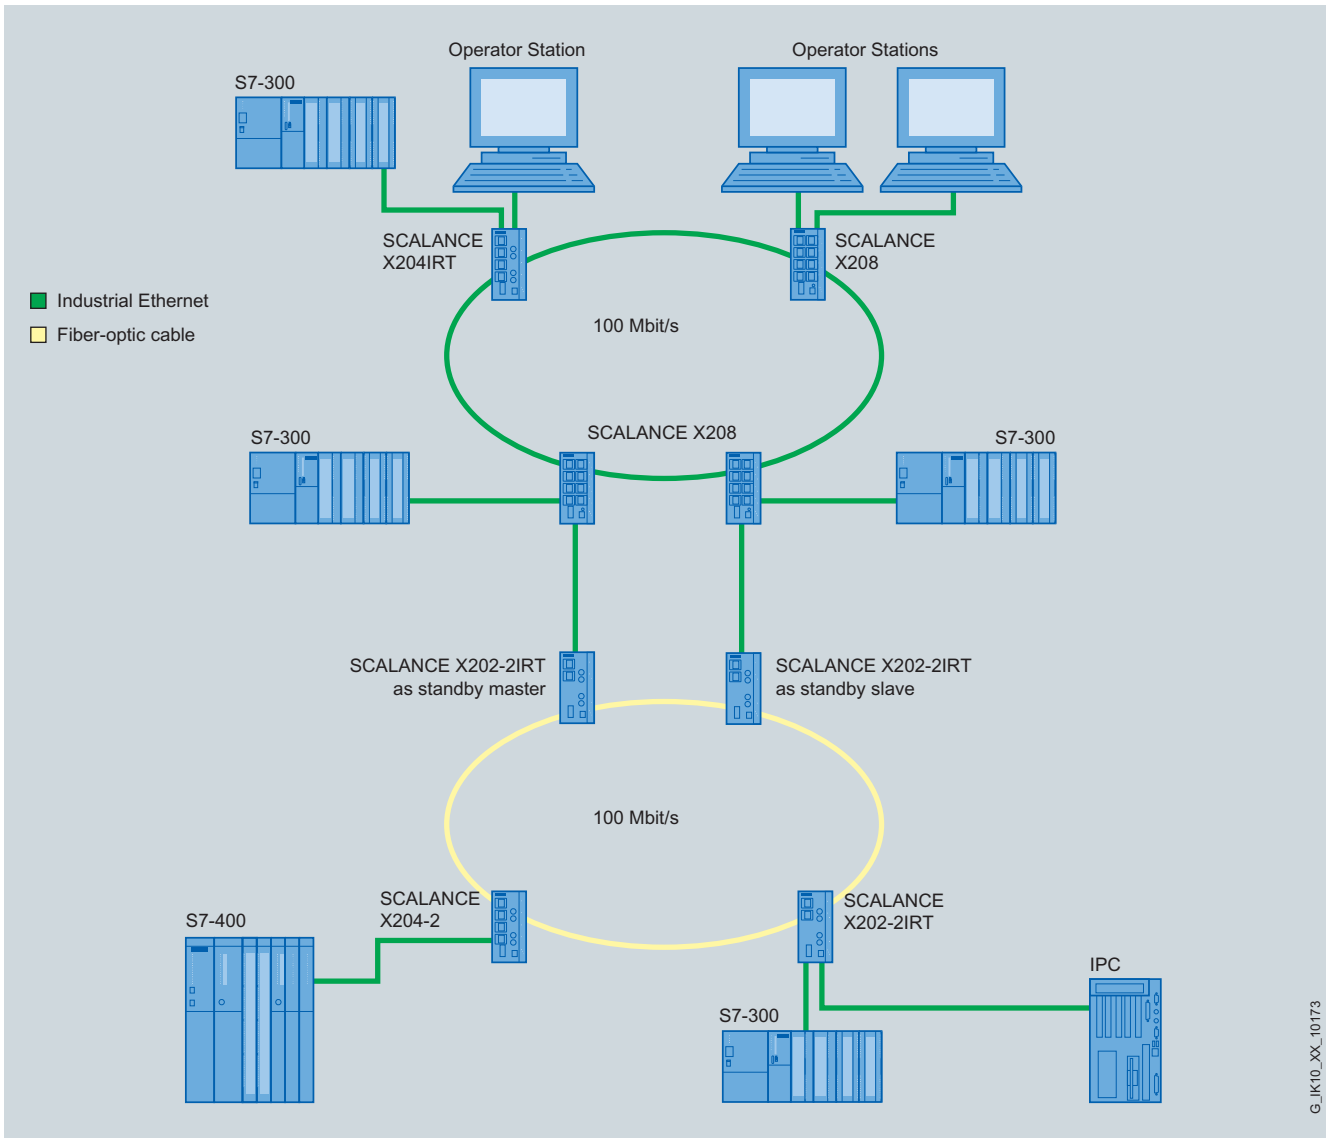 Operator Station
Operator Stations
S7-300
SCALANCE
X204IRT
SCALANCE
X208
Industrial Ethernet
Fiber-optic cable
100 Mbit/s
S7-300
SCALANCE X208
S7-300
SCALANCE X202-2IRT
as standby master
SCALANCE X202-2IRT
as standby slave
100 Mbit/s
SCALANCE
X204-2
SCALANCE
X202-2IRT
S7-400
IPC
S7-300
G_IK10_XX_10173